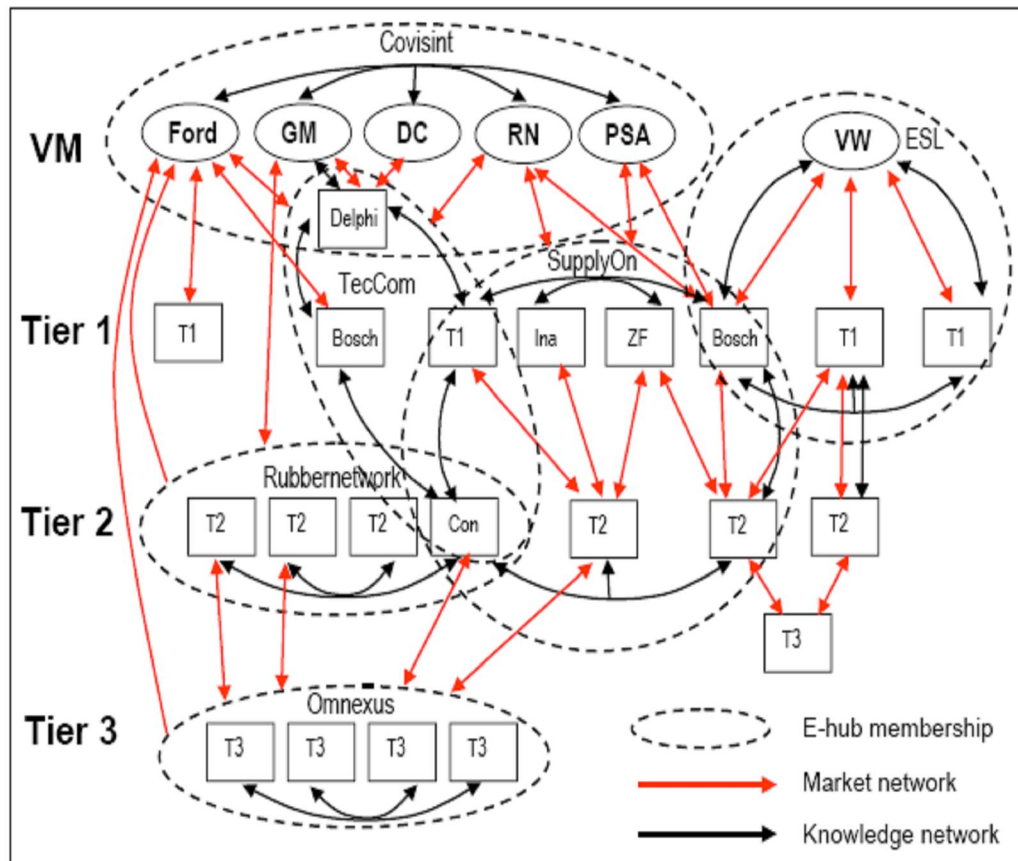 Covisint
VM
Ford
GM
DC
RN
PSA
VW
ESL
Delphi
SupplyOn
TecCom
Tier 1
T1
Bosch
T1
Ina
ZF
Bosch
T1
T1
Rubbernetwork
Tier 2
T2
T2
T2
Con
T2
T2
T2
T3
Omnexus
Tier 3
T3
T3
T3
T3
E-hub membership
Market network
Knowledge network